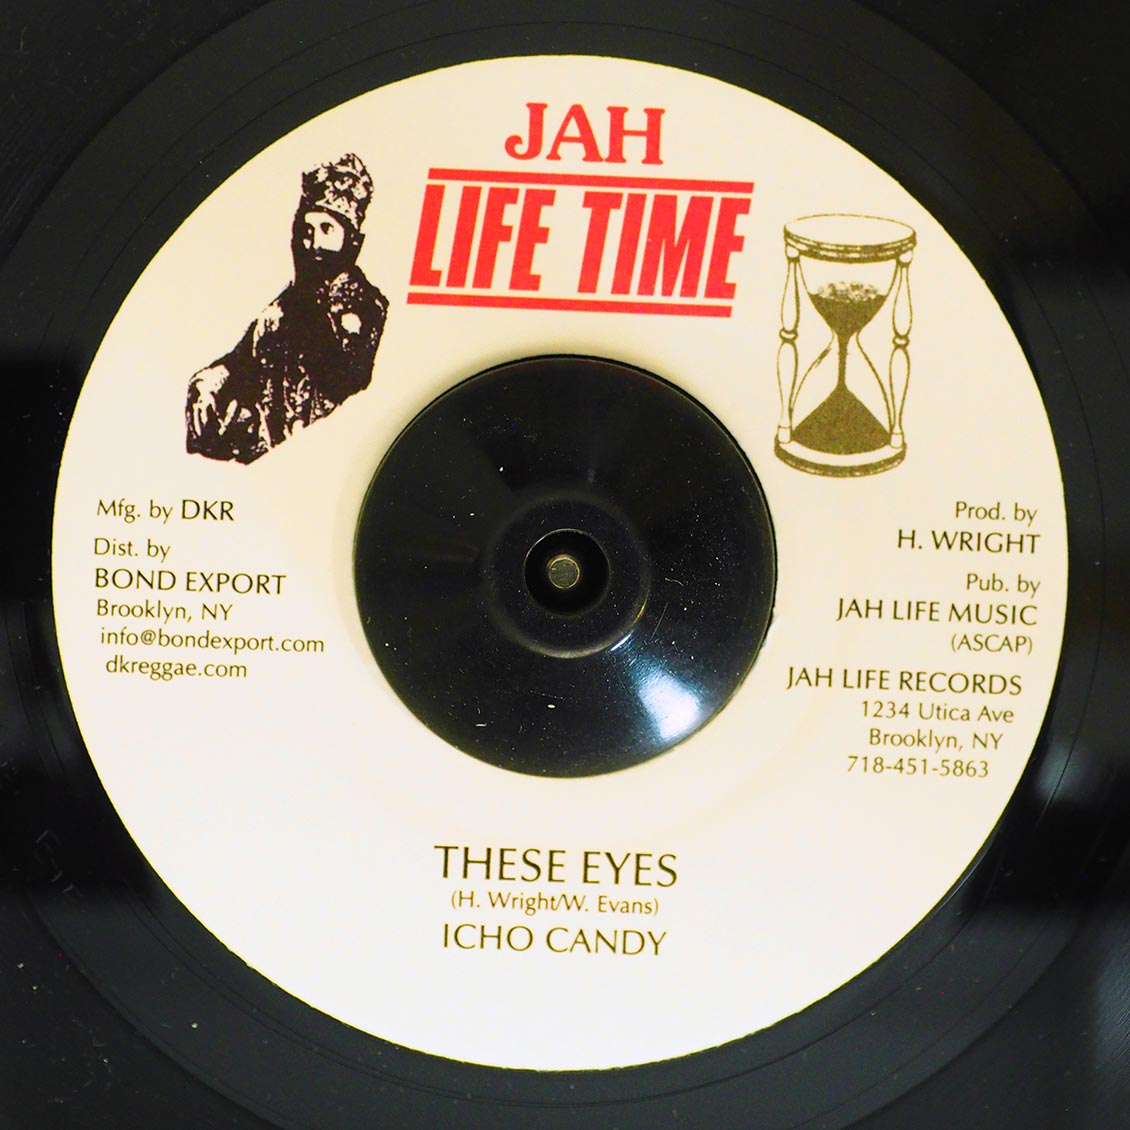 JAH
LIFE TIME
Mfg. by DKR
Dist. by
BOND EXPORT
Brooklyn, NY
info@bondexport.com
dkreggae.com
Prod. by
H. WRIGHT
Pub. by
JAH LIFE MUSIC
(ASCAP)
JAH LIFE RECORDS
1234 Utica Ave
Brooklyn, NY
718-451-5863
THESE EYES
(H. Wright/W. Evans)
ICHO CANDY